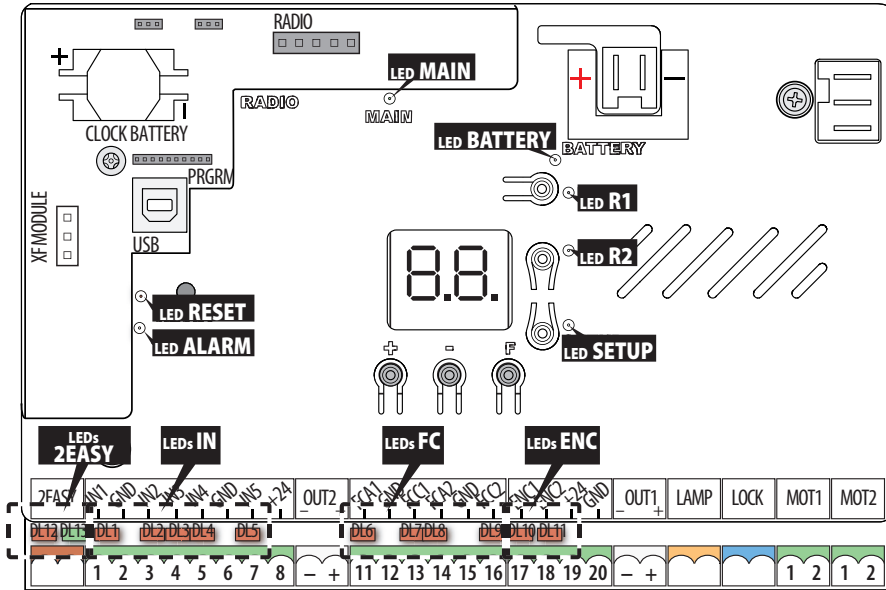 RADIO
LED MAIN
+
−
+
−
RADIO
MAIN
CLOCK BATTERY
LED BATTERY
BATTERY
PRGRM
LED R1
XF MODULE
USB
8.8.
LED R2
LED RESET
LED ALARM
LED SETUP
+
-
F
LEDs 2EASY
LEDs IN
LEDs FC
LEDs ENC
2EASY
IN1
GND
IN2
IN3
IN4
GND
IN5
+24
OUT2
− +
FCA1
GND
FCC1
FCA2
GND
FCC2
ENC1
ENC2
+24
GND
OUT1
− +
LAMP
LOCK
MOT1
MOT2
DL12 DL13 DL1 DL2 DL3 DL4 DL5 DL6 DL7 DL8 DL9 DL10 DL11
1 2 3 4 5 6 7 8 − + 11 12 13 14 15 16 17 18 19 20 − + 1 2 1 2